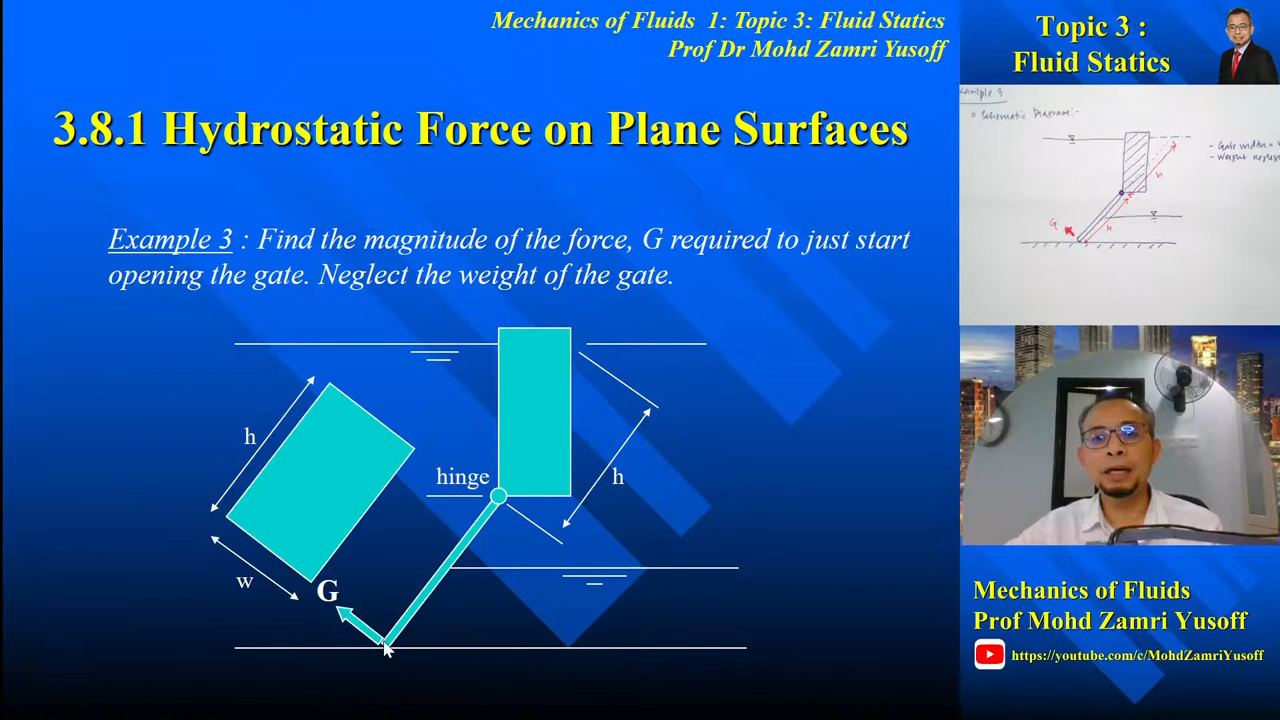 Mechanics of Fluids 1: Topic 3: Fluid Statics
Prof Dr Mohd Zamri Yusoff
3.8.1 Hydrostatic Force on Plane Surfaces
Example 3 : Find the magnitude of the force, G required to just start
opening the gate. Neglect the weight of the gate.
h
hinge
h
w
G
Topic 3 :
Fluid Statics
Example 3
Schematic Diagram:-
- Gate width =
- Weight
h
G
h
Mechanics of Fluids
Prof Mohd Zamri Yusoff
https://youtube.com/c/MohdZamriYusoff